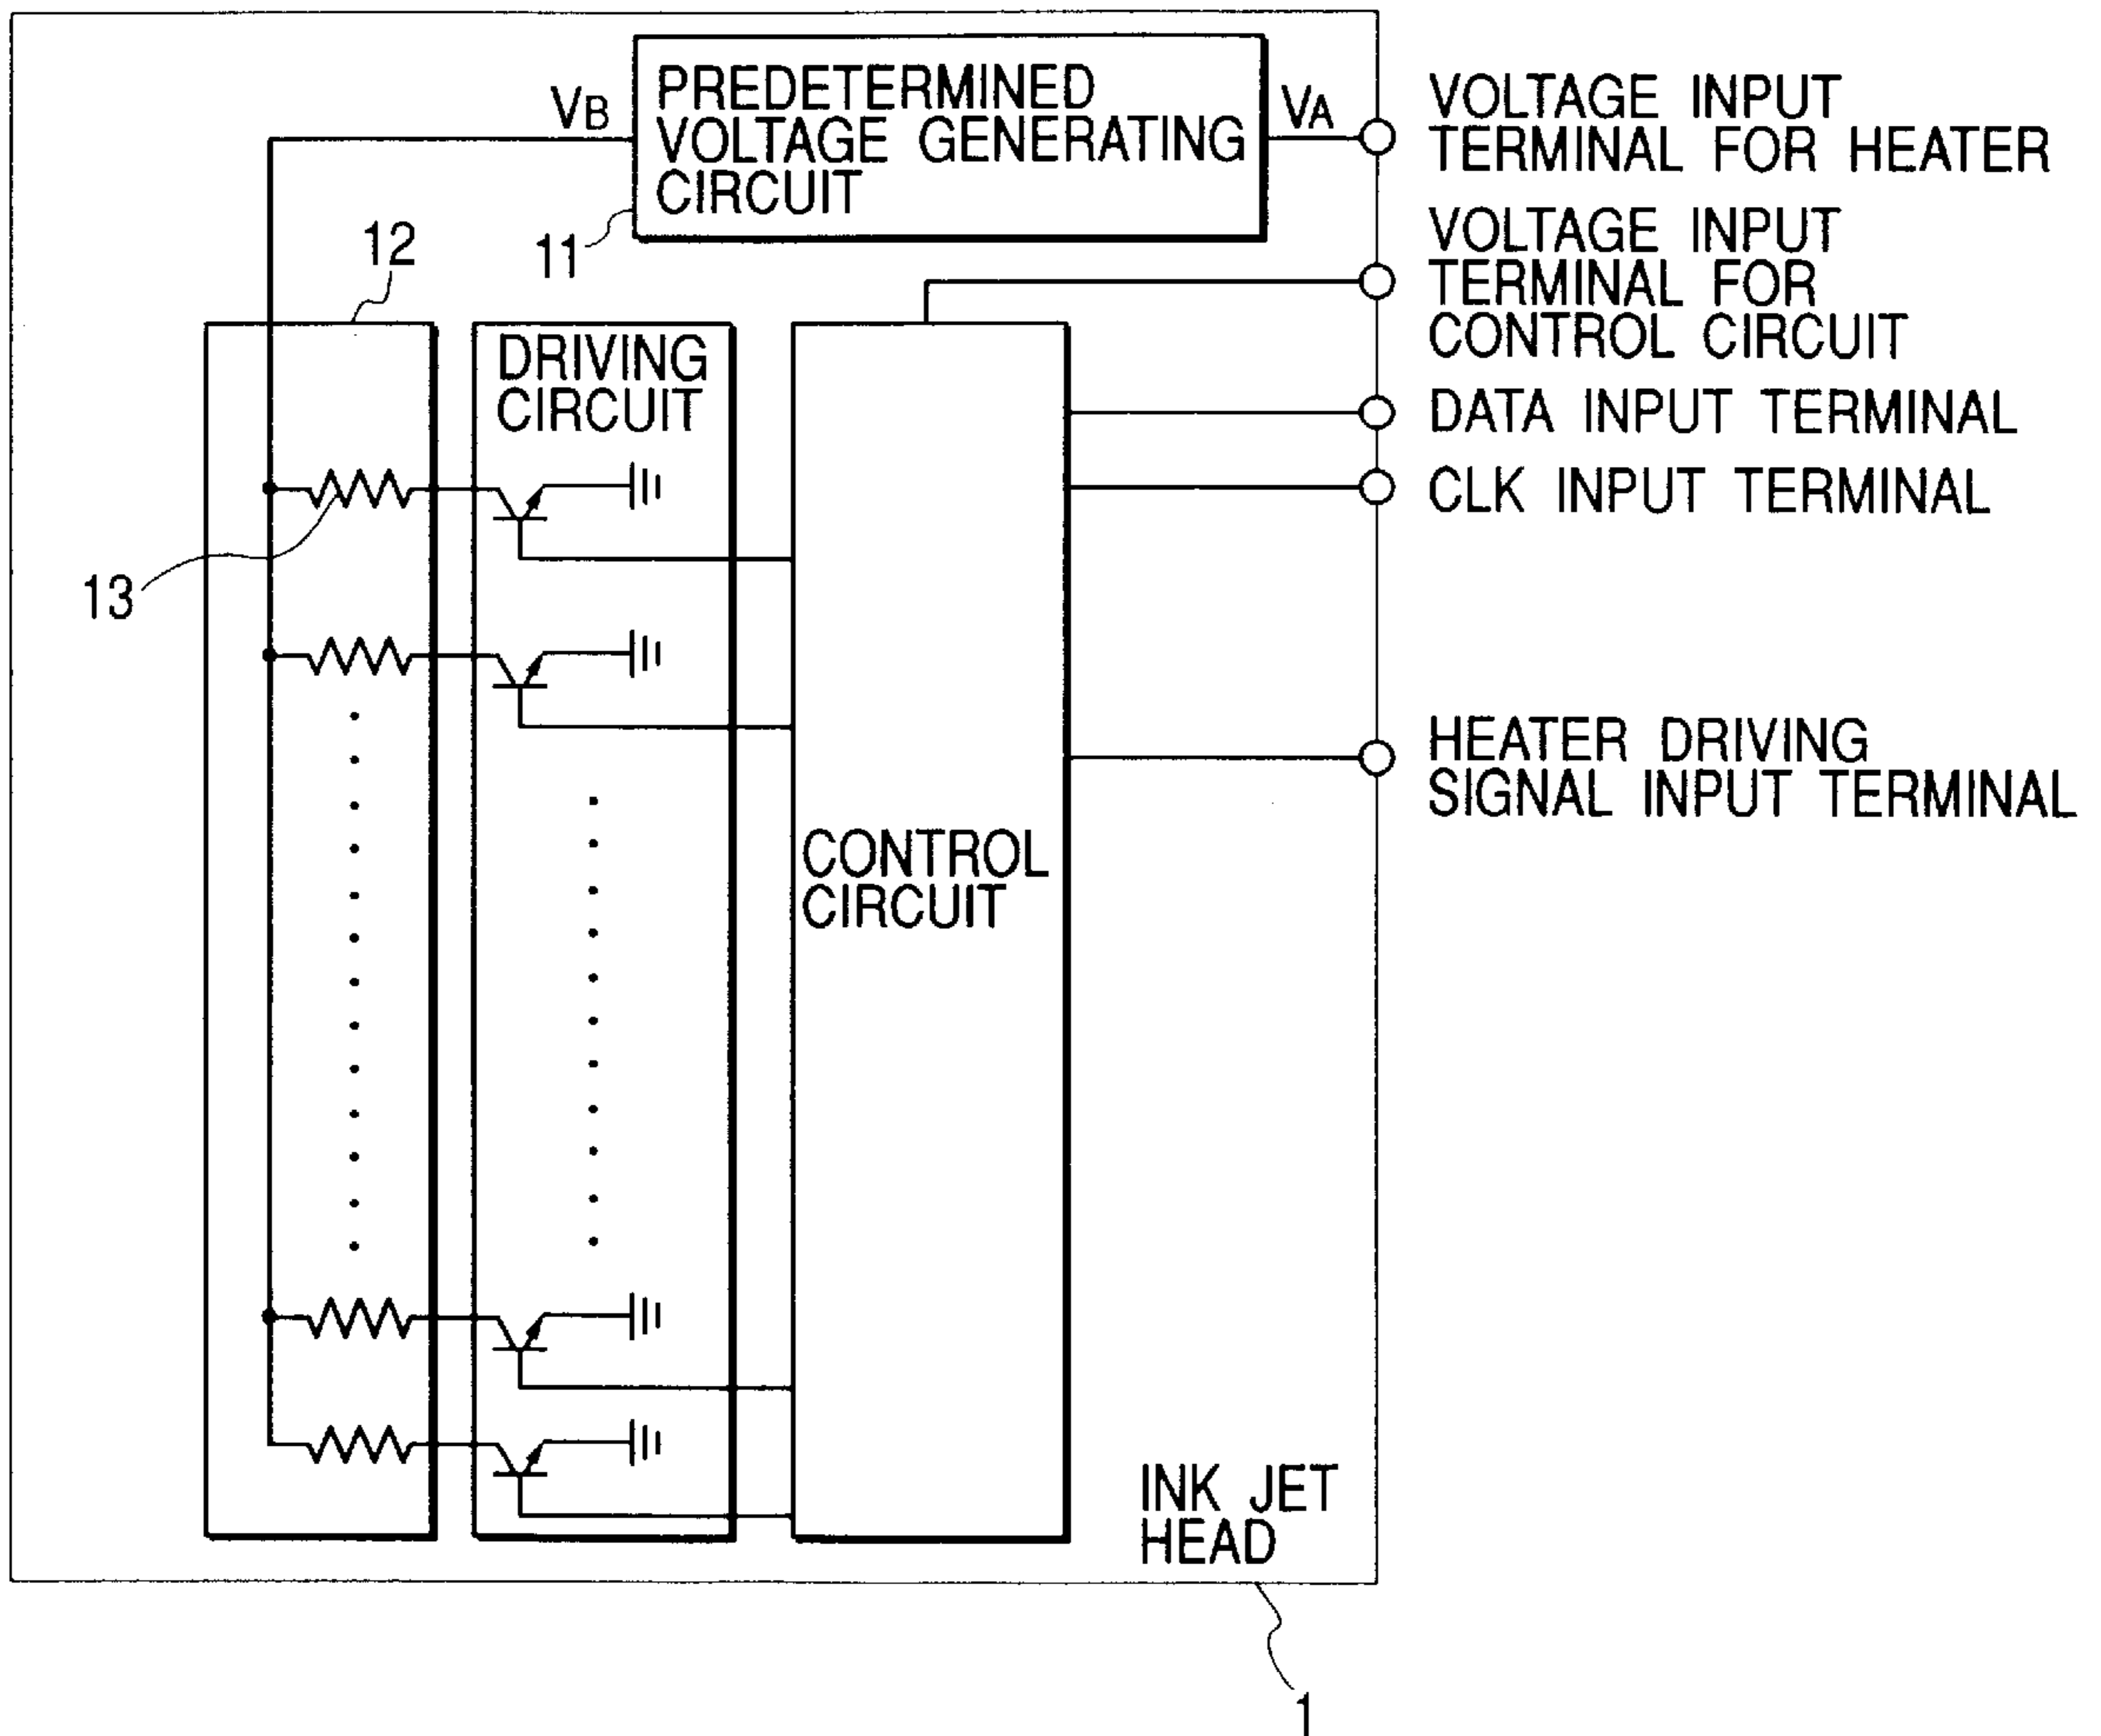 VB
PREDETERMINED
VOLTAGE GENERATING
CIRCUIT
VA
VOLTAGE INPUT
TERMINAL FOR HEATER
11
12
VOLTAGE INPUT
TERMINAL FOR
CONTROL CIRCUIT
DRIVING
CIRCUIT
DATA INPUT TERMINAL
CLK INPUT TERMINAL
13
HEATER DRIVING
SIGNAL INPUT TERMINAL
CONTROL
CIRCUIT
INK JET
HEAD
1